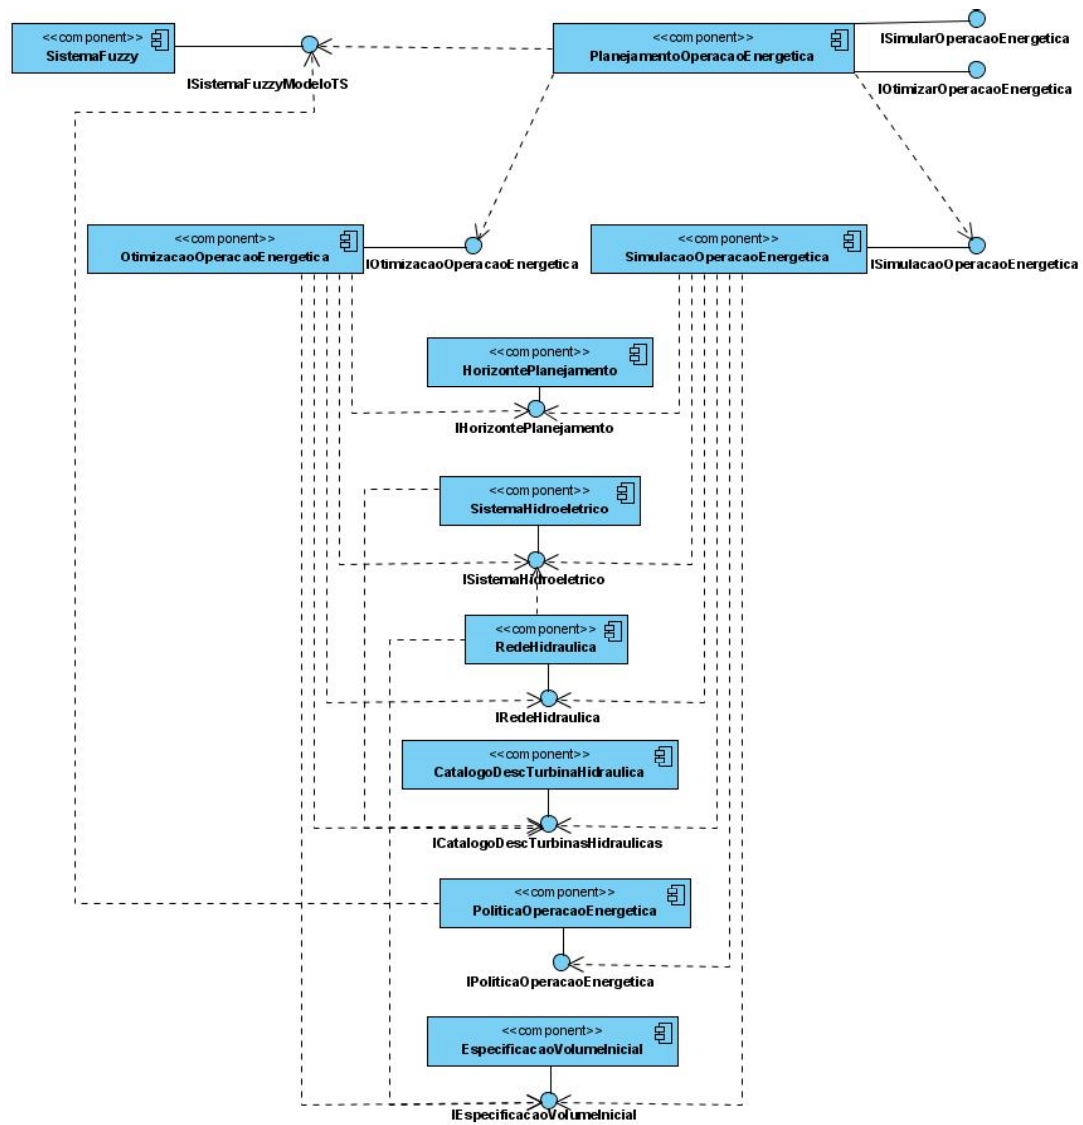 <<component>>
SistemaFuzzy
ISistemaFuzzyModeloTS
<<component>>
PlanejamentoOperacaoEnergetica
ISimularOperacaoEnergetica
IOtimizarOperacaoEnergetica
<<component>>
OtimizacaoOperacaoEnergetica
IOtimizacaoOperacaoEnergetica
<<component>>
SimulacaoOperacaoEnergetica
ISimulacaoOperacaoEnergetica
<<component>>
HorizontePlanejamento
IHorizontePlanejamento
<<component>>
SistemaHidroeletrico
ISistemaHidroeletrico
<<component>>
RedeHidraulica
IRedeHidraulica
<<component>>
CatalogoDescTurbinaHidraulica
ICatalogoDescTurbinasHidraulicas
<<component>>
PoliticaOperacaoEnergetica
IPoliticaOperacaoEnergetica
<<component>>
EspecificacaoVolumeInicial
IEspecificacaoVolumeInicial